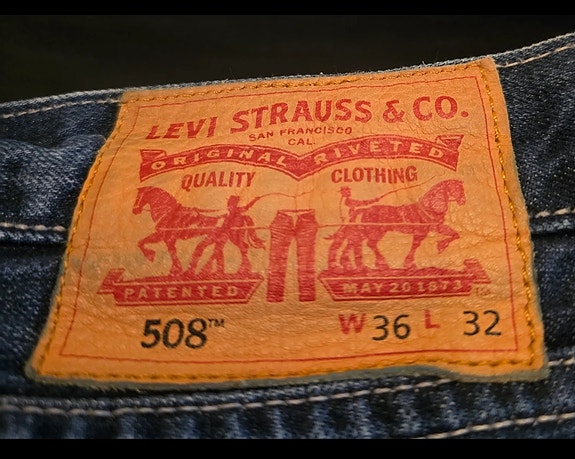 LEVI STRAUSS & CO.
SAN FRANCISCO
CAL.
ORIGINAL RIVETED
QUALITY CLOTHING
PATENTED MAY 20 1873
508™ W 36 L 32